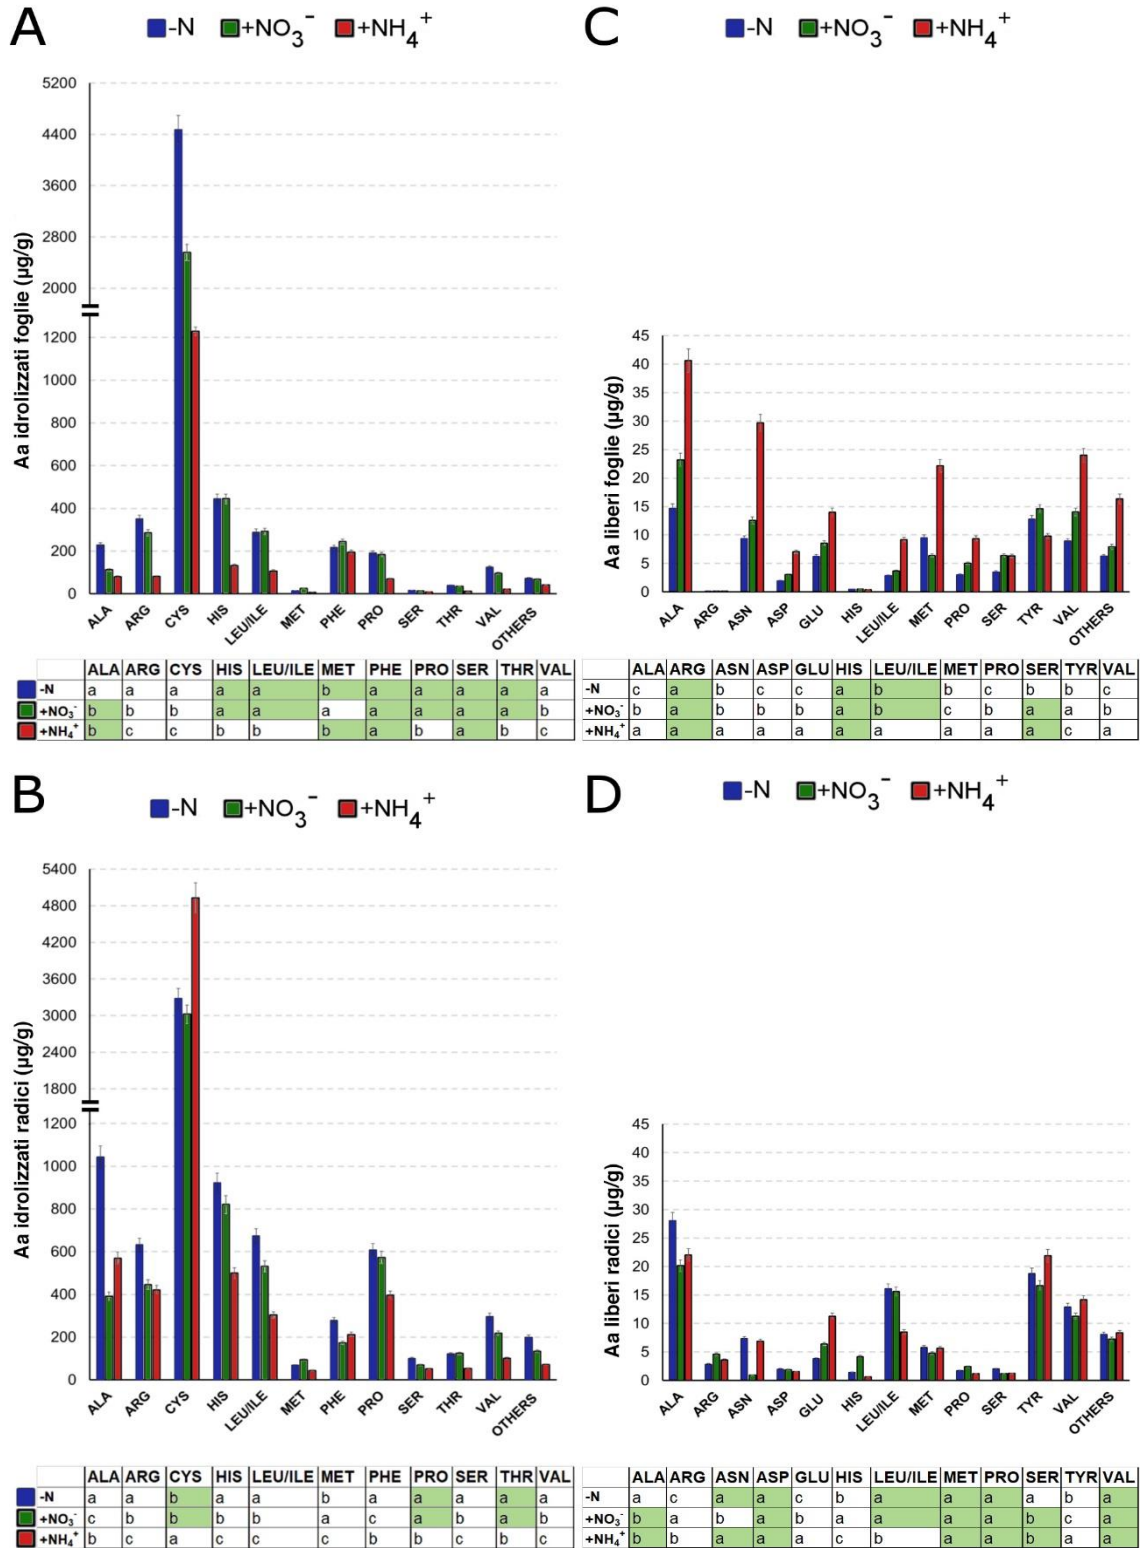 A
-N +NO3⁻ +NH4⁺
5200
4400
3600
2800
2000
1200
1000
800
600
400
200
0
Aa idrolizzati foglie (µg/g)
ALA ARG CYS HIS LEU/ILE MET PHE PRO SER THR VAL OTHERS
ALA ARG CYS HIS LEU/ILE MET PHE PRO SER THR VAL
-N a a a a a b a a a a a
+NO3⁻ b b b a a a a a a a b
+NH4⁺ b c c b b b a b a b c
C
-N +NO3⁻ +NH4⁺
45
40
35
30
25
20
15
10
5
0
Aa liberi foglie (µg/g)
ALA ARG ASN ASP GLU HIS LEU/ILE MET PRO SER TYR VAL OTHERS
ALA ARG ASN ASP GLU HIS LEU/ILE MET PRO SER TYR VAL
-N c a b c c a b b c b b c
+NO3⁻ b a b b b a b c b a a b
+NH4⁺ a a a a a a a a a a c a
B
-N +NO3⁻ +NH4⁺
5400
4800
4200
3600
3000
2400
1800
1200
1000
800
600
400
200
0
Aa idrolizzati radici (µg/g)
ALA ARG CYS HIS LEU/ILE MET PHE PRO SER THR VAL OTHERS
ALA ARG CYS HIS LEU/ILE MET PHE PRO SER THR VAL
-N a a b a a b a a a a a
+NO3⁻ c b b b b a c a b a b
+NH4⁺ b c a c c c b b c b c
D
-N +NO3⁻ +NH4⁺
45
40
35
30
25
20
15
10
5
0
Aa liberi radici (µg/g)
ALA ARG ASN ASP GLU HIS LEU/ILE MET PRO SER TYR VAL OTHERS
ALA ARG ASN ASP GLU HIS LEU/ILE MET PRO SER TYR VAL
-N a c a a c b a a a a b a
+NO3⁻ b a b a b a a a a b c a
+NH4⁺ b b a a a c b a a b a a